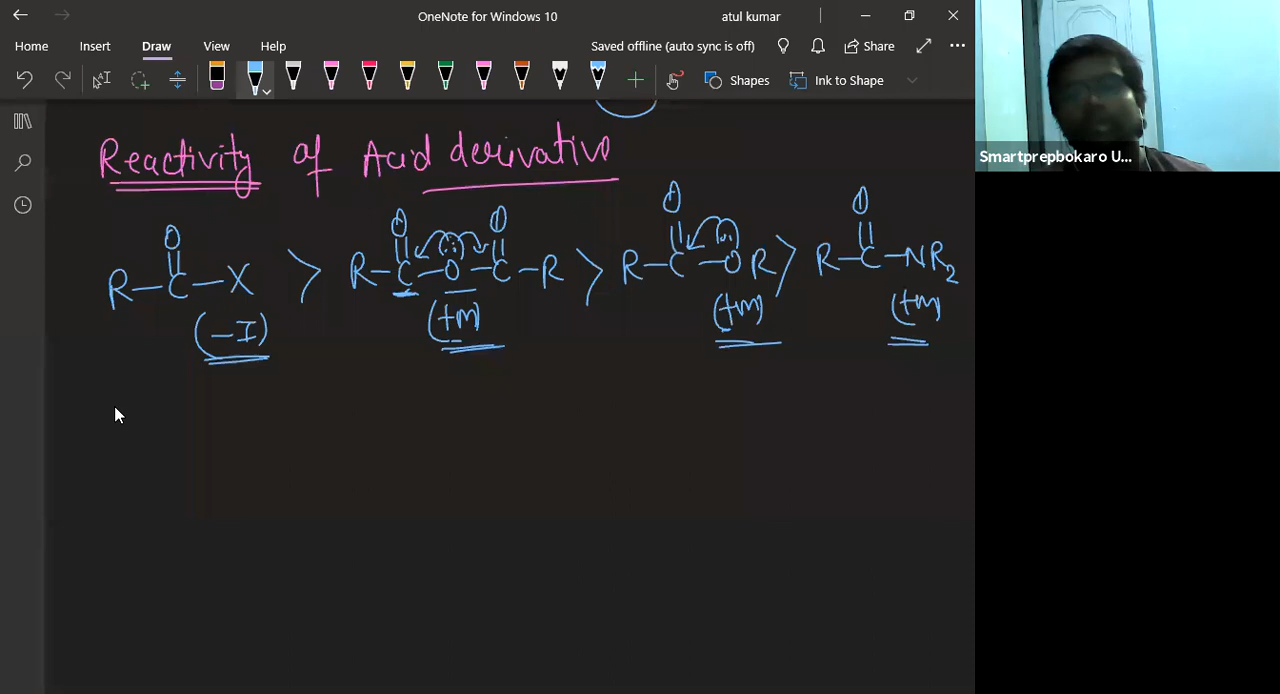 OneNote for Windows 10
atul kumar
Home Insert Draw View Help
Saved offline (auto sync is off)
Share
Shapes
Ink to Shape
Smartprepbokaro U...
Reactivity of Acid derivative
O O O O O
|| || || || ||
R-C-X > R-C-O-C-R > R-C-OR > R-C-NR₂
(-I) (+m) (+m) (+m)